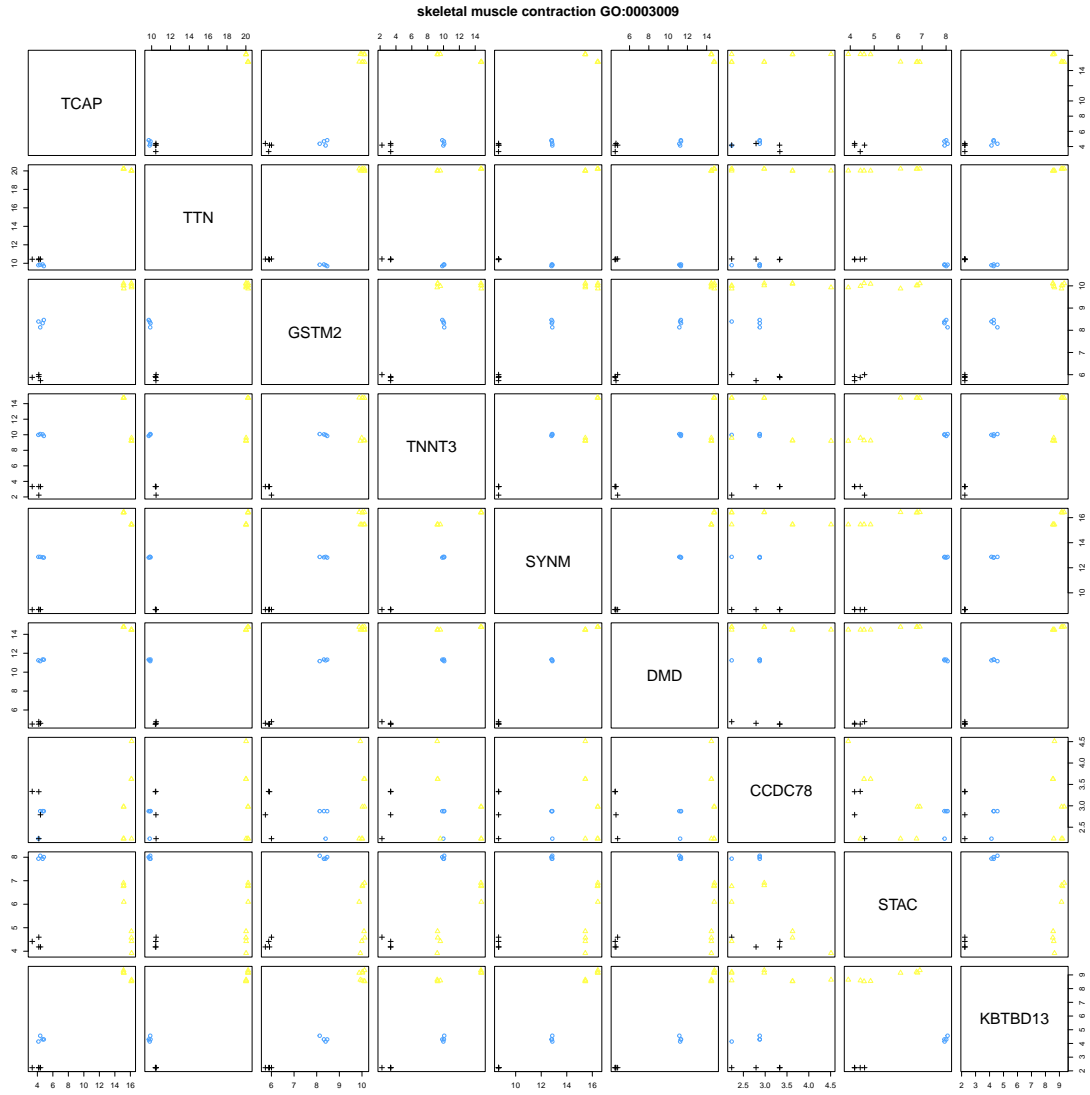 skeletal muscle contraction GO:0003009
10 12 14 16 18 20
2 4 6 8 10 12 14
6 8 10 12 14
4 5 6 7 8
TCAP
4 6 8 10 12 16
10 12 14 16 18 20
TTN
GSTM2
6 7 8 9 10
2 4 6 8 10 12 14
TNNT3
SYNM
10 12 14 16
6 8 10 12 14
DMD
CCDC78
2.5 3.0 3.5 4.0 4.5
4 5 6 7 8
STAC
KBTBD13
2 3 4 5 6 7 8 9
4 6 8 10 12 14 16
6 7 8 9 10
10 12 14 16
2.5 3.0 3.5 4.0 4.5
2 3 4 5 6 7 8 9